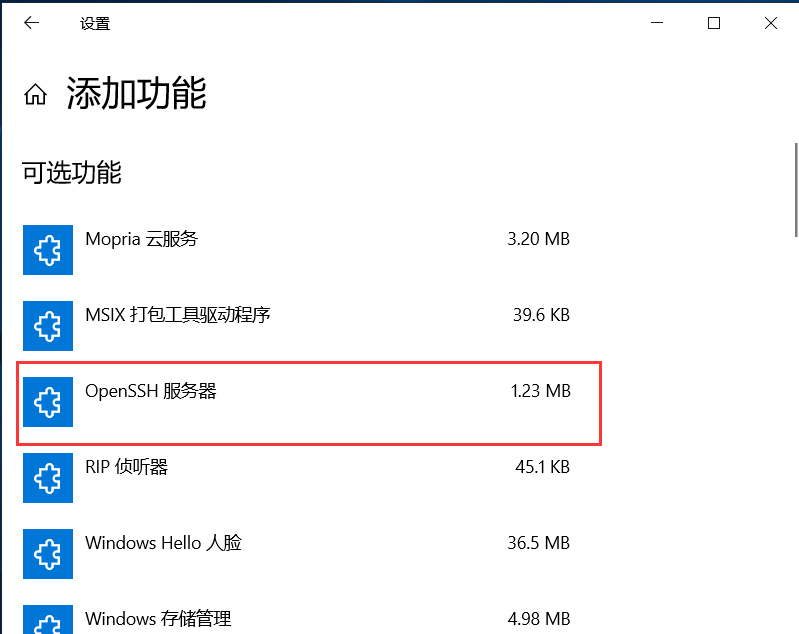 设置
添加功能
可选功能
Mopria 云服务 3.20 MB
MSIX 打包工具驱动程序 39.6 KB
OpenSSH 服务器 1.23 MB
RIP 侦听器 45.1 KB
Windows Hello 人脸 36.5 MB
Windows 存储管理 4.98 MB